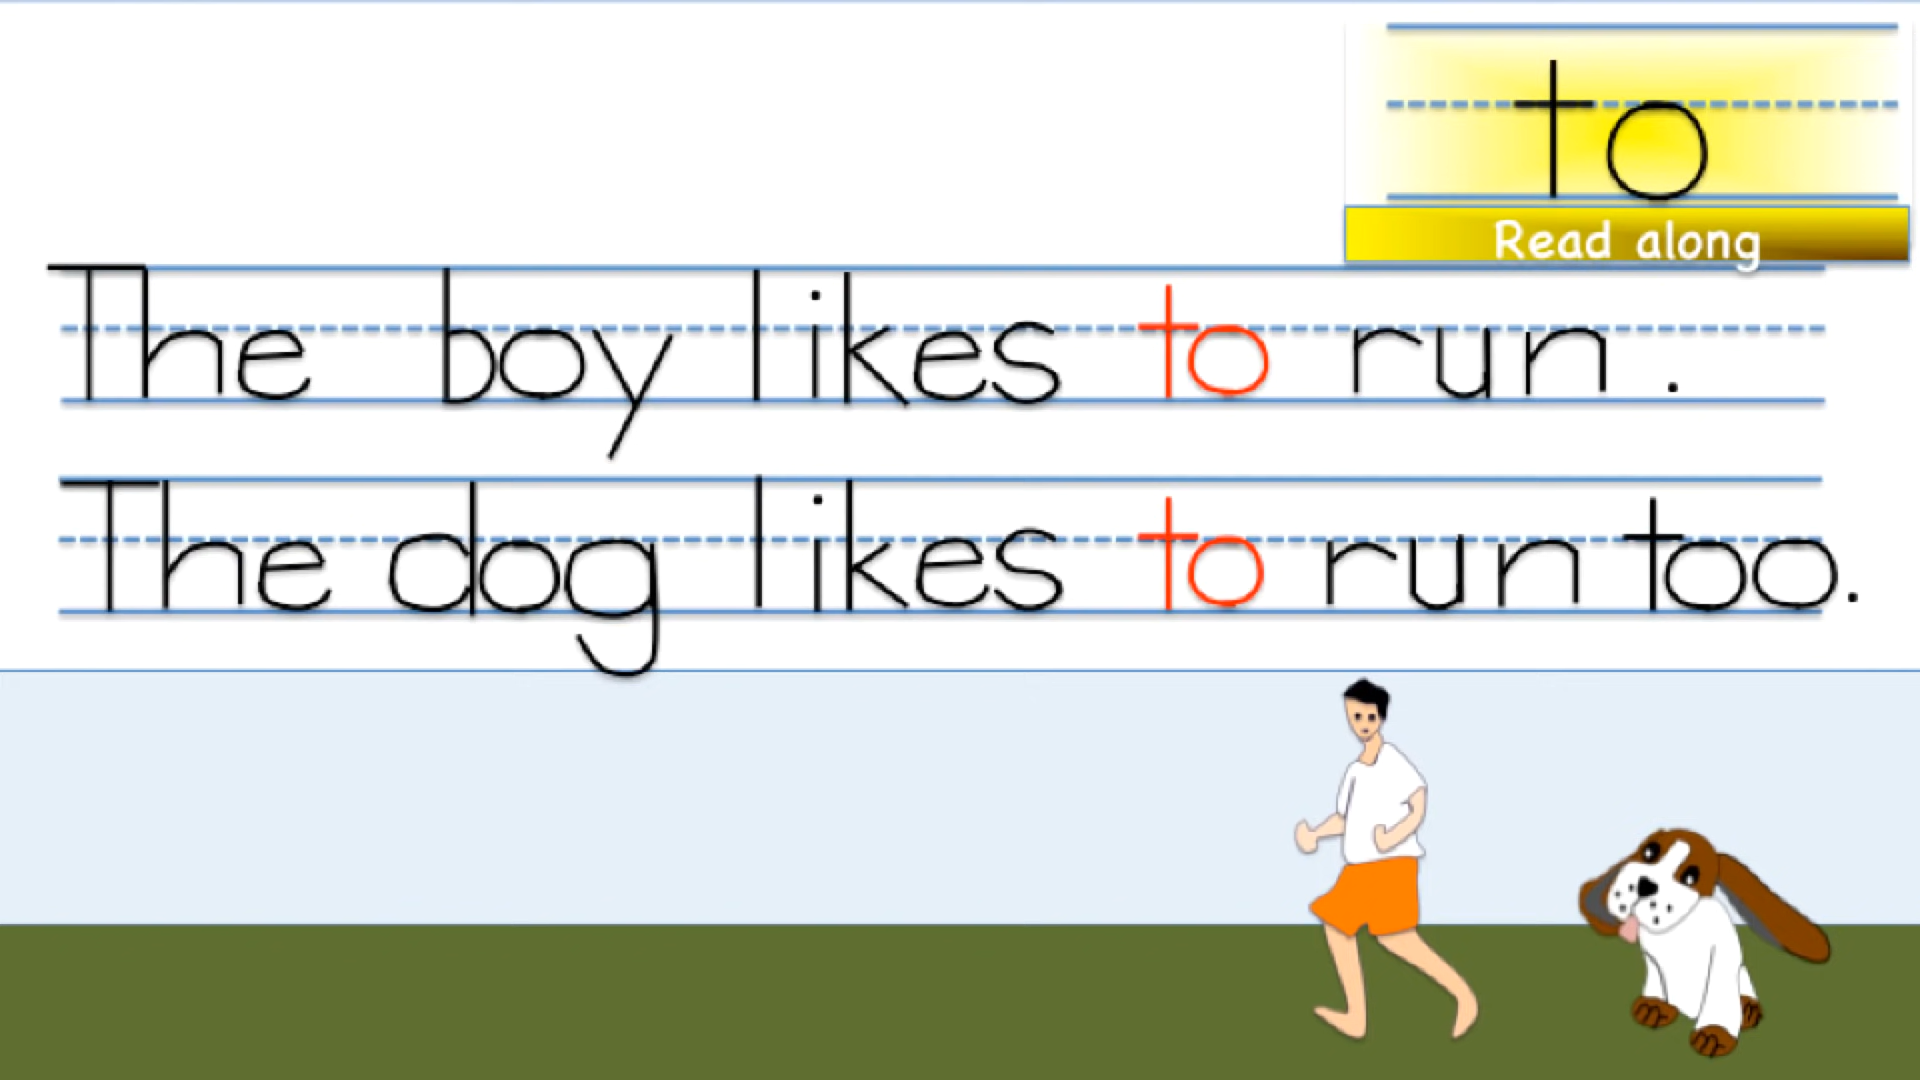 to
Read along
The boy likes to run .
The dog likes to run too.